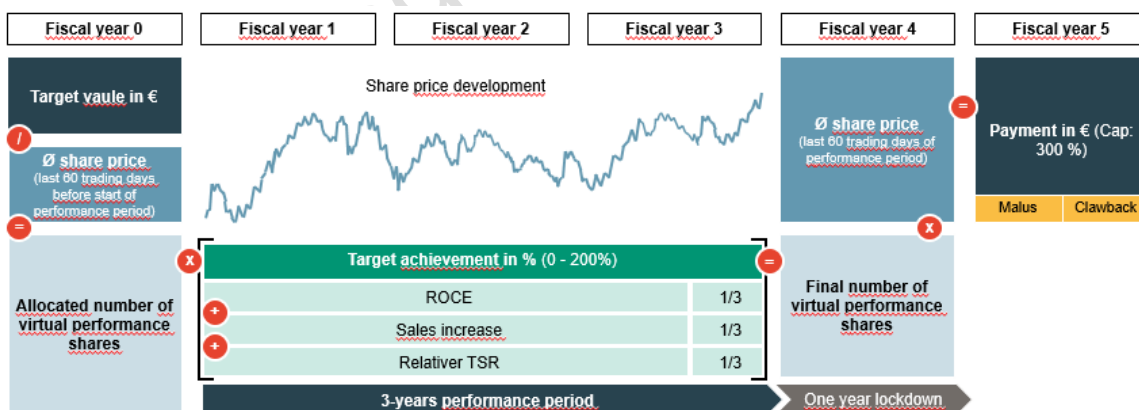 Fiscal year 0
Fiscal year 1
Fiscal year 2
Fiscal year 3
Fiscal year 4
Fiscal year 5
Target vaule in €
/
Ø share price
(last 60 trading days
before start of
performance period)
=
Allocated number of
virtual performance
shares
Share price development
x
Target achievement in % (0 - 200%)
ROCE
1/3
+
Sales increase
1/3
+
Relativer TSR
1/3
=
3-years performance period
Ø share price
(last 60 trading days of
performance period)
x
Final number of
virtual performance
shares
One year lockdown
=
Payment in € (Cap:
300 %)
Malus
Clawback